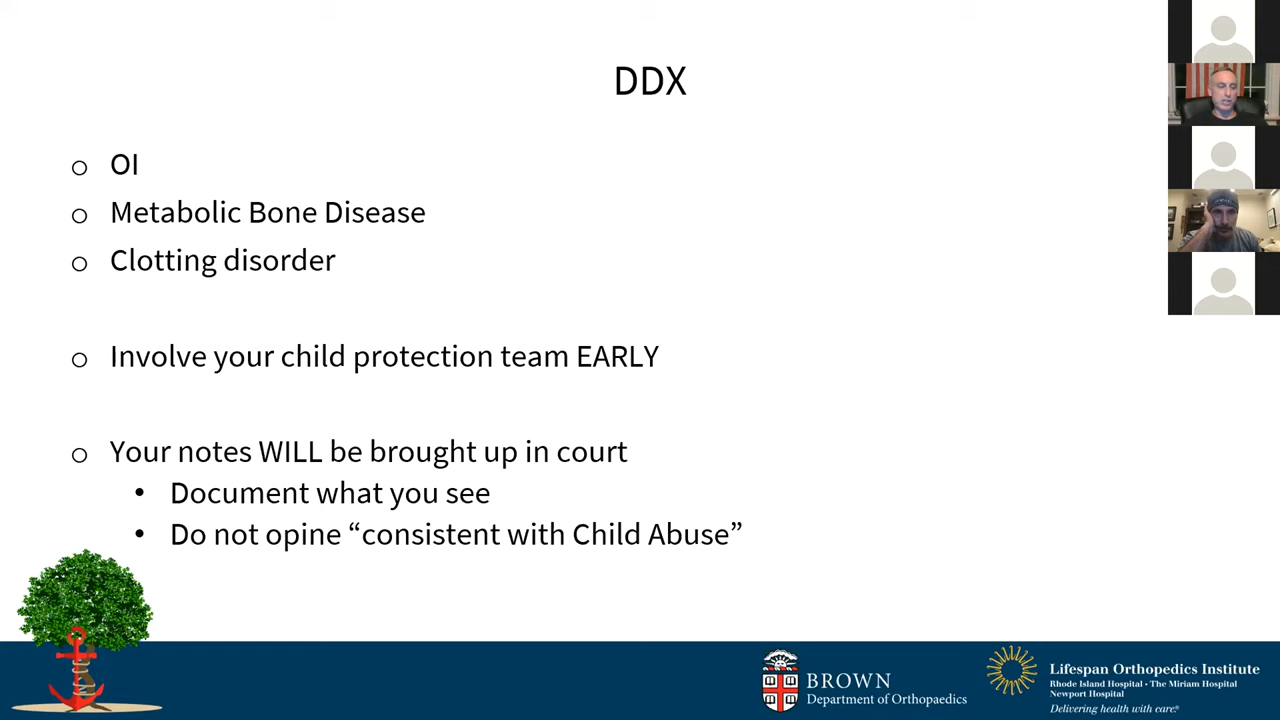 DDX
OI
Metabolic Bone Disease
Clotting disorder
Involve your child protection team EARLY
Your notes WILL be brought up in court
Document what you see
Do not opine “consistent with Child Abuse”
BROWN
Department of Orthopaedics
Lifespan Orthopedics Institute
Rhode Island Hospital • The Miriam Hospital
Newport Hospital
Delivering health with care.®